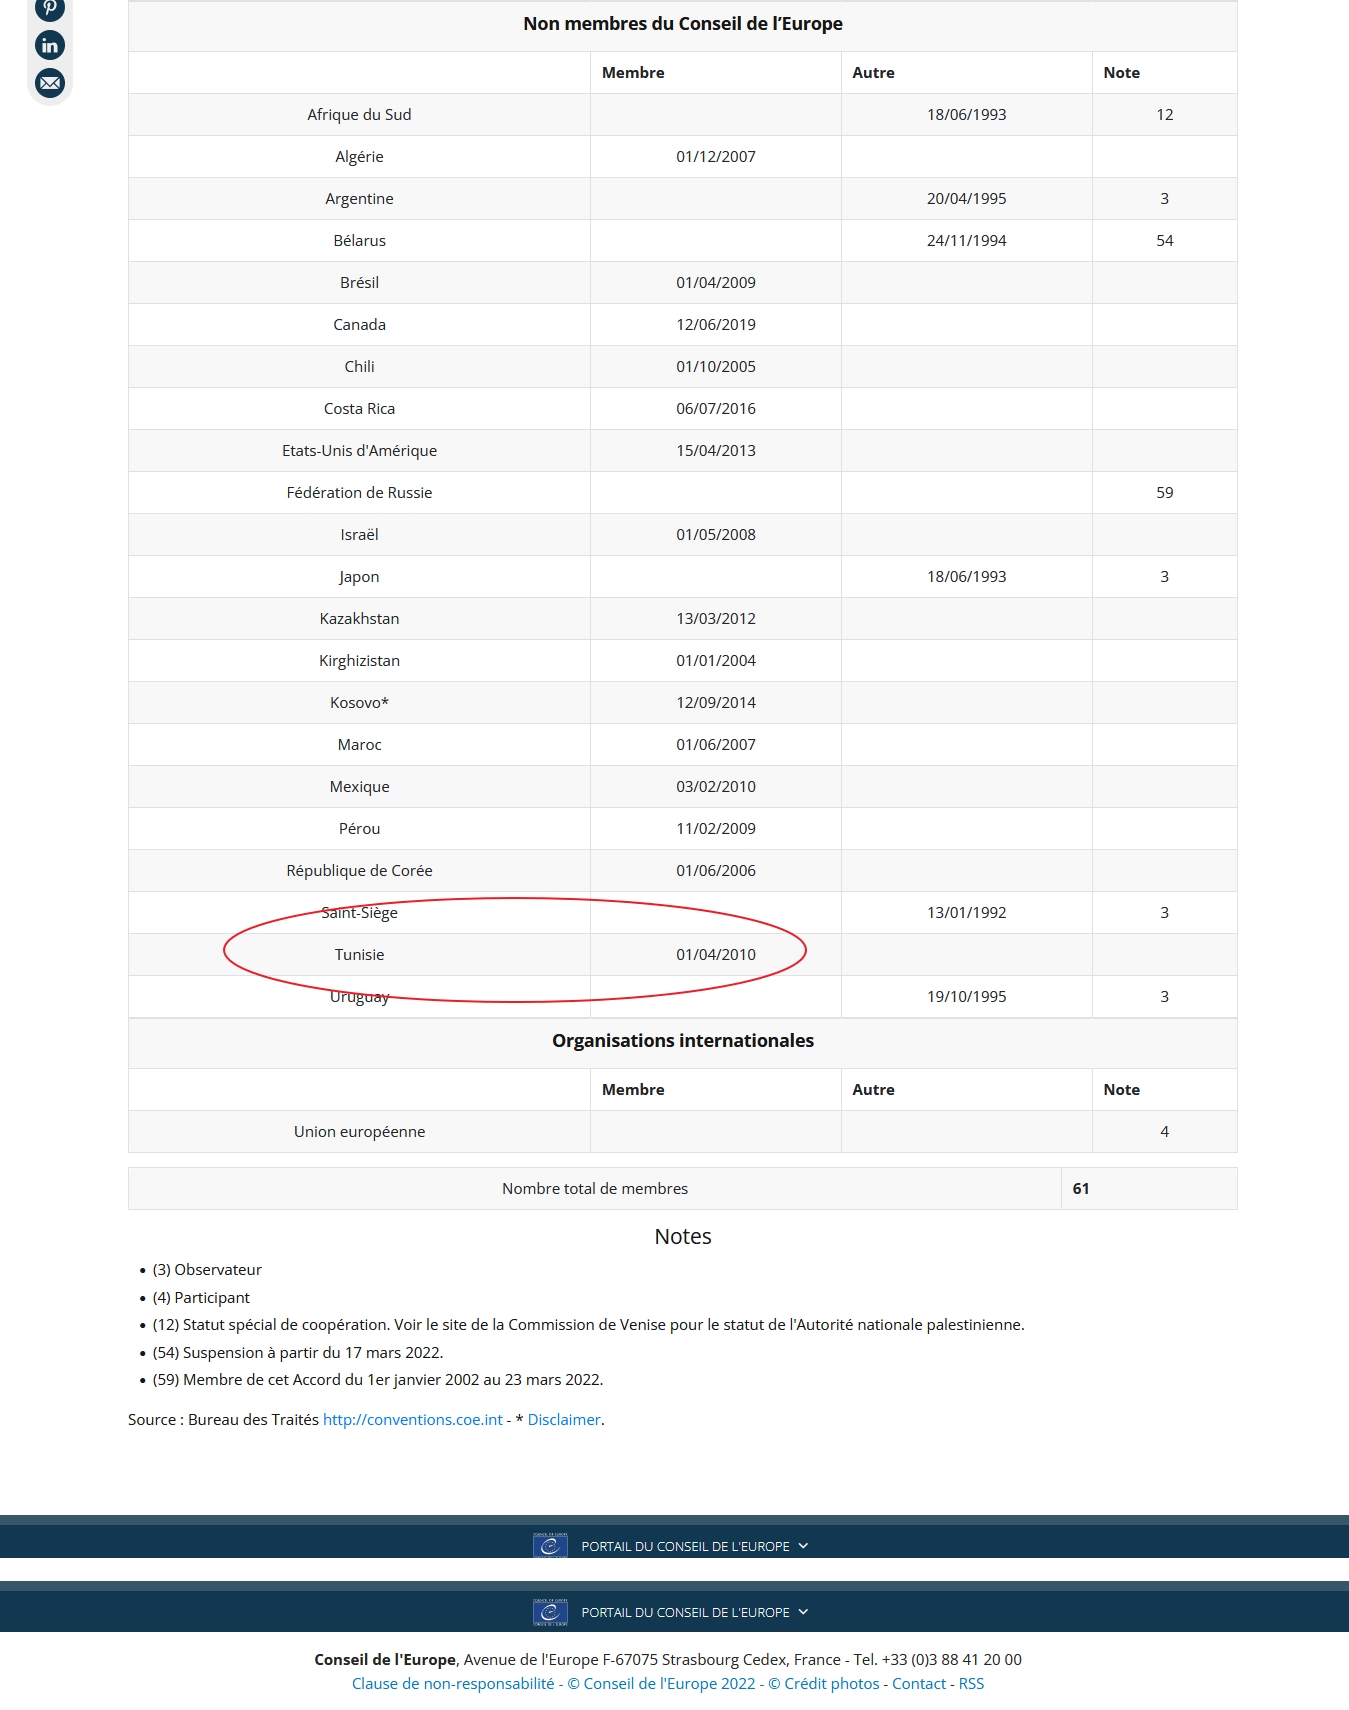 Non membres du Conseil de l’Europe
Membre Autre Note
Afrique du Sud 18/06/1993 12
Algérie 01/12/2007
Argentine 20/04/1995 3
Bélarus 24/11/1994 54
Brésil 01/04/2009
Canada 12/06/2019
Chili 01/10/2005
Costa Rica 06/07/2016
Etats-Unis d'Amérique 15/04/2013
Fédération de Russie 59
Israël 01/05/2008
Japon 18/06/1993 3
Kazakhstan 13/03/2012
Kirghizistan 01/01/2004
Kosovo* 12/09/2014
Maroc 01/06/2007
Mexique 03/02/2010
Pérou 11/02/2009
République de Corée 01/06/2006
Saint-Siège 13/01/1992 3
Tunisie 01/04/2010
Uruguay 19/10/1995 3
Organisations internationales
Membre Autre Note
Union européenne 4
Nombre total de membres 61
Notes
• (3) Observateur
• (4) Participant
• (12) Statut spécial de coopération. Voir le site de la Commission de Venise pour le statut de l'Autorité nationale palestinienne.
• (54) Suspension à partir du 17 mars 2022.
• (59) Membre de cet Accord du 1er janvier 2002 au 23 mars 2022.
Source : Bureau des Traités http://conventions.coe.int - * Disclaimer.
PORTAIL DU CONSEIL DE L'EUROPE
PORTAIL DU CONSEIL DE L'EUROPE
Conseil de l'Europe, Avenue de l'Europe F-67075 Strasbourg Cedex, France - Tel. +33 (0)3 88 41 20 00
Clause de non-responsabilité - © Conseil de l'Europe 2022 - © Crédit photos - Contact - RSS